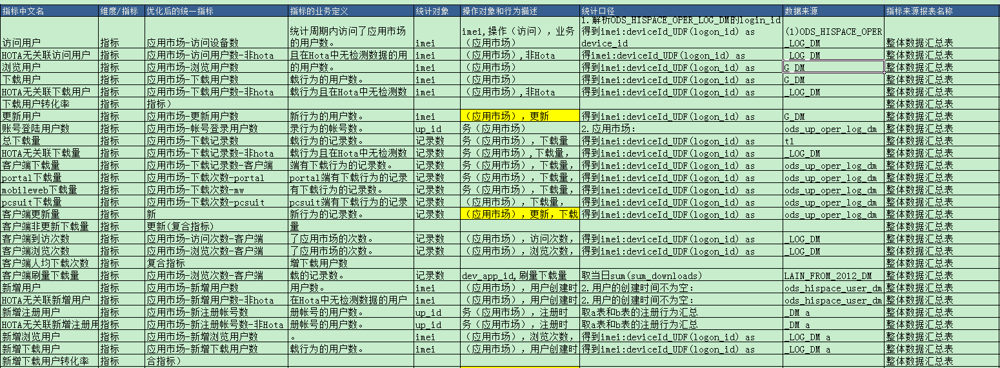 指标中文名 维度/指标 优化后的统一指标 指标的业务定义 统计对象 操作对象和行为描述 统计口径 数据来源 指标来源报表名称
1.解析ODS_HISPACE_OPER_LOG_DM的login_id
统计周期内访问了应用市场 imei,操作(访问),业务 得到imei:deviceId_UDF(logon_id) as (1)ODS_HISPACE_OPER
访问用户 指标 应用市场-访问设备数 的用户数。 imei (应用市场) device_id _LOG_DM 整体数据汇总表
HOTA无关联访问用户 指标 应用市场-访问用户数-非hota 且在Hota中无检测数据的用 imei (应用市场),非Hota 得imei:deviceId_UDF(logon_id) as _LOG_DM 整体数据汇总表
浏览用户 指标 应用市场-浏览用户数 的用户数。 imei (应用市场) 得到imei:deviceId_UDF(logon_id) as G_DM 整体数据汇总表
下载用户 指标 应用市场-下载用户数 载行为的用户数。 imei (应用市场) 得到imei:deviceId_UDF(logon_id) as G_DM 整体数据汇总表
HOTA无关联下载用户 指标 应用市场-下载用户数-非hota 载行为且在Hota中无检测数 imei (应用市场),非Hota 得到imei:deviceId_UDF(logon_id) as _LOG_DM 整体数据汇总表
下载用户转化率 指标 指标) 整体数据汇总表
更新用户 指标 应用市场-更新用户数 新行为的用户数。 imei (应用市场),更新 得到imei:deviceId_UDF(logon_id) as G_DM 整体数据汇总表
账号登陆用户数 指标 应用市场-帐号登录用户数 录行为的帐号数。 up_id 务(应用市场) 2.应用市场: ods_up_oper_log_dm 整体数据汇总表
总下载量 指标 应用市场-下载记录数 载行为的记录数。 记录数 (应用市场),下载量 得到imei:deviceId_UDF(logon_id) as t1 整体数据汇总表
HOTA无关联下载量 指标 应用市场-下载记录数-非hota 载行为且在Hota中无检测数 记录数 务(应用市场),下载量, 得到imei:deviceId_UDF(logon_id) as _LOG_DM 整体数据汇总表
客户端下载量 指标 应用市场-下载记录数-客户端 端有下载行为的记录数。 记录数 务(应用市场),下载量, 得到imei:deviceId_UDF(logon_id) as ods_up_oper_log_dm 整体数据汇总表
portal下载量 指标 应用市场-下载次数-portal portal端有下载行为的记录 记录数 务(应用市场),下载量, 得到imei:deviceId_UDF(logon_id) as ods_up_oper_log_dm 整体数据汇总表
mobileweb下载量 指标 应用市场-下载次数-mw 有下载行为的记录数。 记录数 务(应用市场),下载量, 得到imei:deviceId_UDF(logon_id) as ods_up_oper_log_dm 整体数据汇总表
pcsuit下载量 指标 应用市场-下载次数-pcsuit pcsuit端有下载行为的记录 记录数 (应用市场),下载量, 得到imei:deviceId_UDF(logon_id) as ods_up_oper_log_dm 整体数据汇总表
客户端更新量 指标 新 新行为的记录数。 记录数 (应用市场),更新,下载 得到imei:deviceId_UDF(logon_id) as ods_up_oper_log_dm 整体数据汇总表
客户端非更新下载量 指标 更新(复合指标) 量 整体数据汇总表
客户端到访次数 指标 应用市场-访问次数-客户端 了应用市场的次数。 记录数 (应用市场),访问次数, 得到imei:deviceId_UDF(logon_id) as _LOG_DM 整体数据汇总表
客户端浏览次数 指标 应用市场-浏览次数-客户端 了应用市场的次数。 记录数 (应用市场),浏览次数, 得到imei:deviceId_UDF(logon_id) as _LOG_DM 整体数据汇总表
客户端人均下载次数 指标 复合指标 增下载用户数 整体数据汇总表
客户端刷量下载量 指标 应用市场-浏览次数-客户端 载的记录数。 记录数 dev_app_id,刷量下载量 取当日sum(sum_downloads) LAIN_FROM_2012_DM 整体数据汇总表
新增用户 指标 应用市场-新增用户数 用户数。 imei (应用市场),用户创建时 2.用户的创建时间不为空: ods_hispace_user_dm 整体数据汇总表
HOTA无关联新增用户 指标 应用市场-新增用户数-非hota 在Hota中无检测数据的用户 imei (应用市场),用户创建时 2.用户的创建时间不为空: ods_hispace_user_dm 整体数据汇总表
新增注册用户 指标 应用市场-新注册帐号数 册帐号的用户数。 up_id 务(应用市场),注册时 取a表和b表的注册行为汇总 _DM a 整体数据汇总表
HOTA无关联新增注册用 指标 应用市场-新注册帐号数-非Hota 册帐号的用户数。 up_id 务(应用市场),注册时 取a表和b表的注册行为汇总 _DM a 整体数据汇总表
新增浏览用户 指标 应用市场-新增浏览用户数 。 imei (应用市场),浏览次数, 得到imei:deviceId_UDF(logon_id) as _LOG_DM a 整体数据汇总表
新增下载用户 指标 应用市场-新增下载用户数 载行为的用户数。 imei (应用市场),用户创建时 得到imei:deviceId_UDF(logon_id) as _LOG_DM a 整体数据汇总表
新增下载用户转化率 指标 合指标) 整体数据汇总表